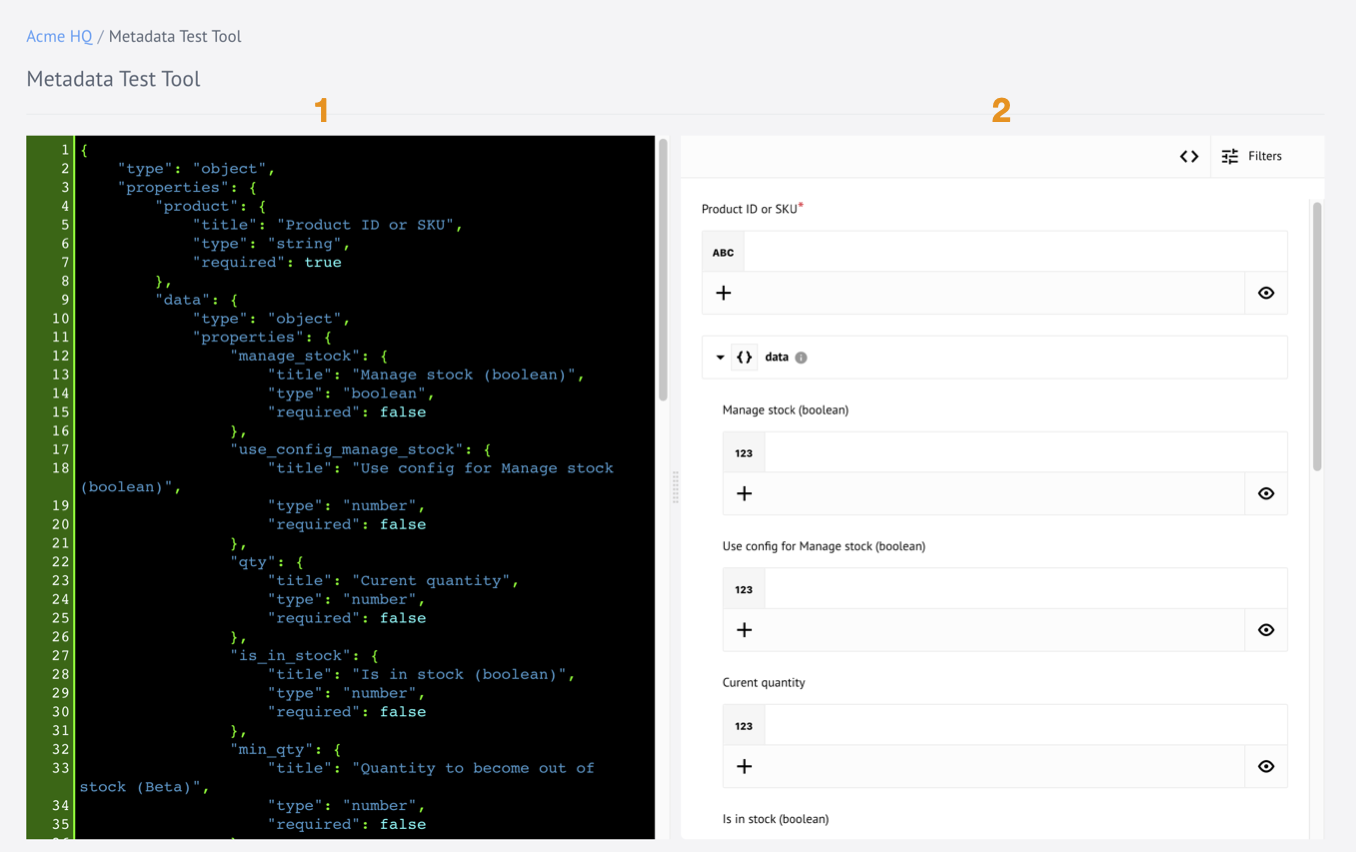 Acme HQ / Metadata Test Tool
Metadata Test Tool
1
2
1 {
2 "type": "object",
3 "properties": {
4 "product": {
5 "title": "Product ID or SKU",
6 "type": "string",
7 "required": true
8 },
9 "data": {
10 "type": "object",
11 "properties": {
12 "manage_stock": {
13 "title": "Manage stock (boolean)",
14 "type": "boolean",
15 "required": false
16 },
17 "use_config_manage_stock": {
18 "title": "Use config for Manage stock
(boolean)",
19 "type": "number",
20 "required": false
21 },
22 "qty": {
23 "title": "Curent quantity",
24 "type": "number",
25 "required": false
26 },
27 "is_in_stock": {
28 "title": "Is in stock (boolean)",
29 "type": "number",
30 "required": false
31 },
32 "min_qty": {
33 "title": "Quantity to become out of
stock (Beta)",
34 "type": "number",
35 "required": false
Filters
Product ID or SKU*
ABC
data
Manage stock (boolean)
123
Use config for Manage stock (boolean)
123
Curent quantity
123
Is in stock (boolean)